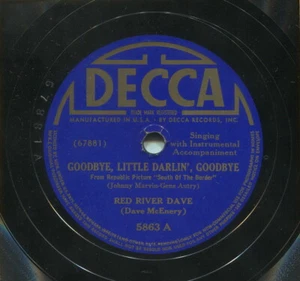 DECCA
MANUFACTURED IN U.S.A. · BY DECCA RECORDS, INC.
Singing
(67881)
with Instrumental
Accompaniment
GOODBYE, LITTLE DARLIN', GOODBYE
From Republic Picture "South Of The Border"
(Johnny Marvin-Gene Autry)
RED RIVER DAVE
(Dave McEnery)
5863 A